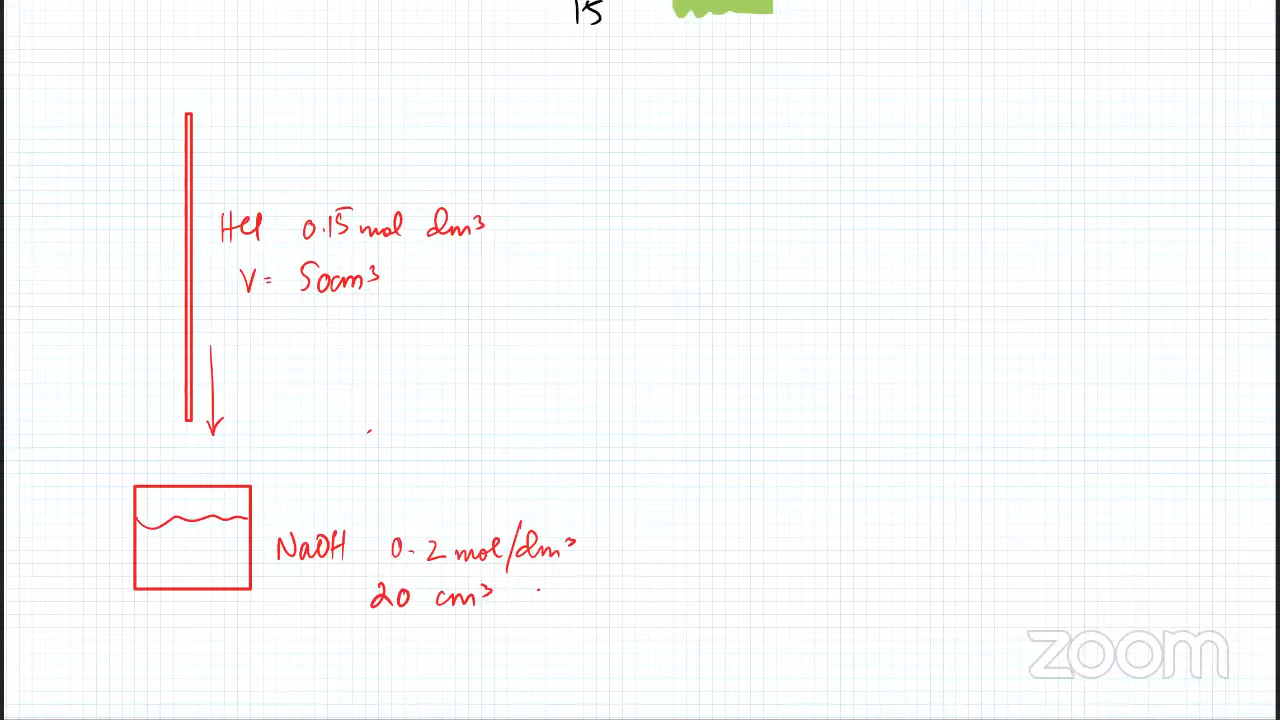 15
HCl 0.15 mol dm³
V = 50cm³
NaOH 0.2 mol/dm³
20 cm³
zoom